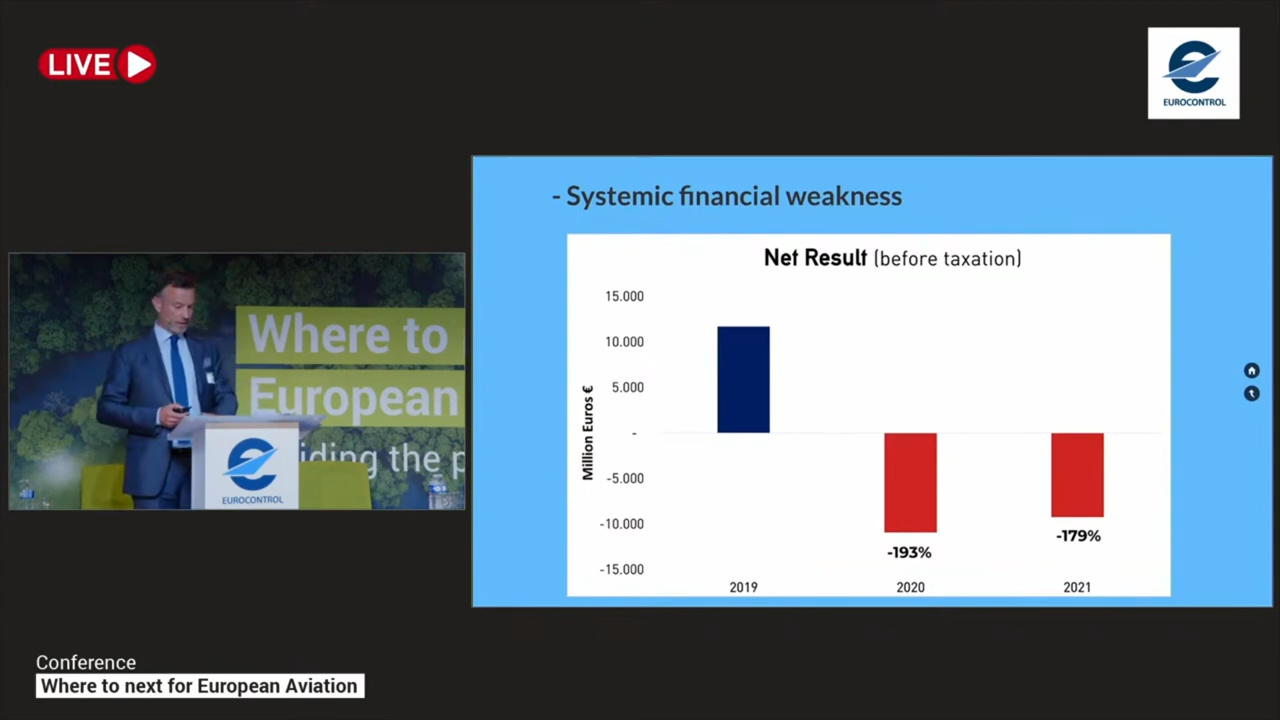 LIVE
EUROCONTROL
- Systemic financial weakness
Net Result (before taxation)
Million Euros €
15.000
10.000
5.000
-
-5.000
-10.000
-15.000
-193%
-179%
2019
2020
2021
Where to
European
iding the p
EUROCONTROL
Conference
Where to next for European Aviation